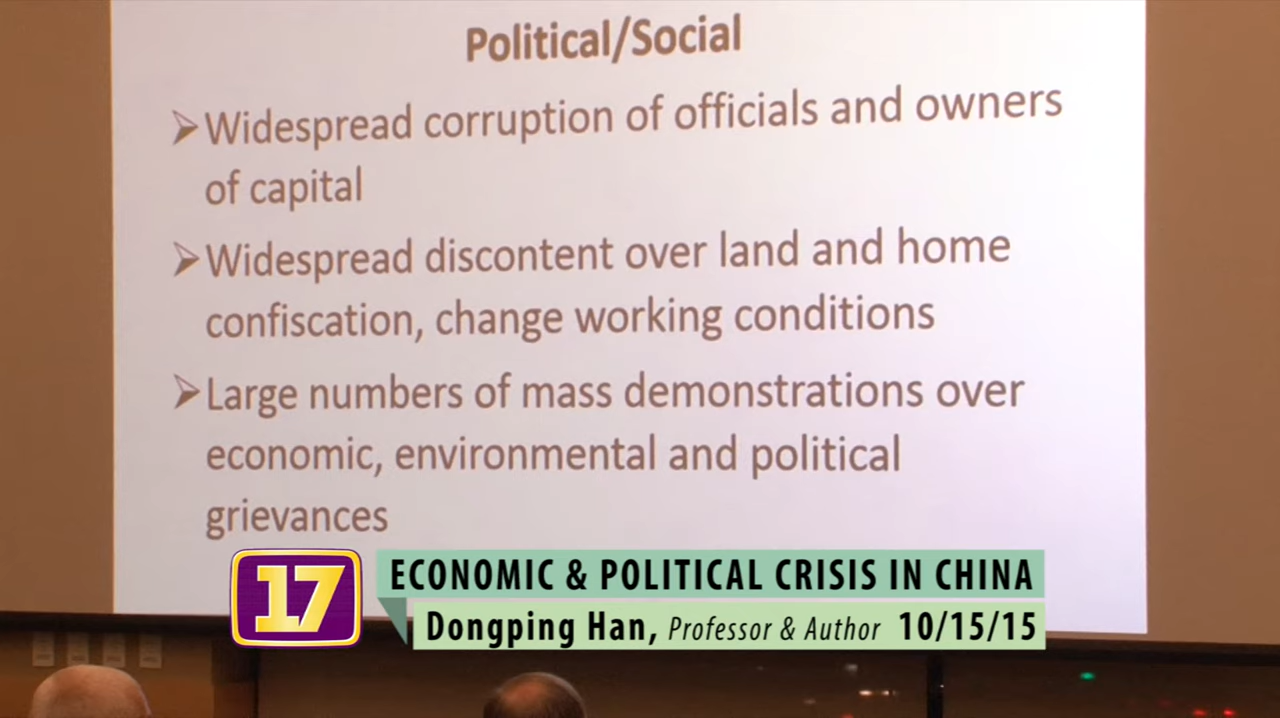 Political/Social
➢Widespread corruption of officials and owners
of capital
➢Widespread discontent over land and home
confiscation, change working conditions
➢Large numbers of mass demonstrations over
economic, environmental and political
grievances
17
ECONOMIC & POLITICAL CRISIS IN CHINA
Dongping Han, Professor & Author 10/15/15